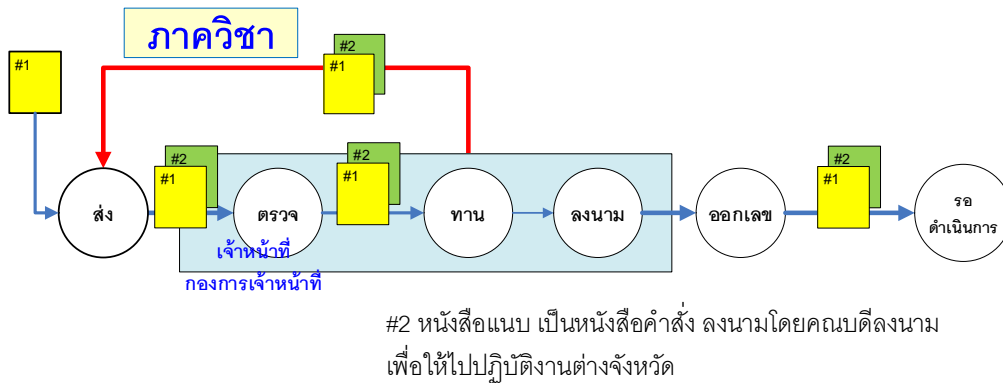 ภาควิชา
#1
#2
#1
#2
#1
#2
#1
#2
#1
ส่ง
ตรวจ
ทาน
ลงนาม
ออกเลข
รอ
ดำเนินการ
เจ้าหน้าที่
กองการเจ้าหน้าที่
#2 หนังสือแนบ เป็นหนังสือคำสั่ง ลงนามโดยคณบดีลงนาม
เพื่อให้ไปปฏิบัติงานต่างจังหวัด